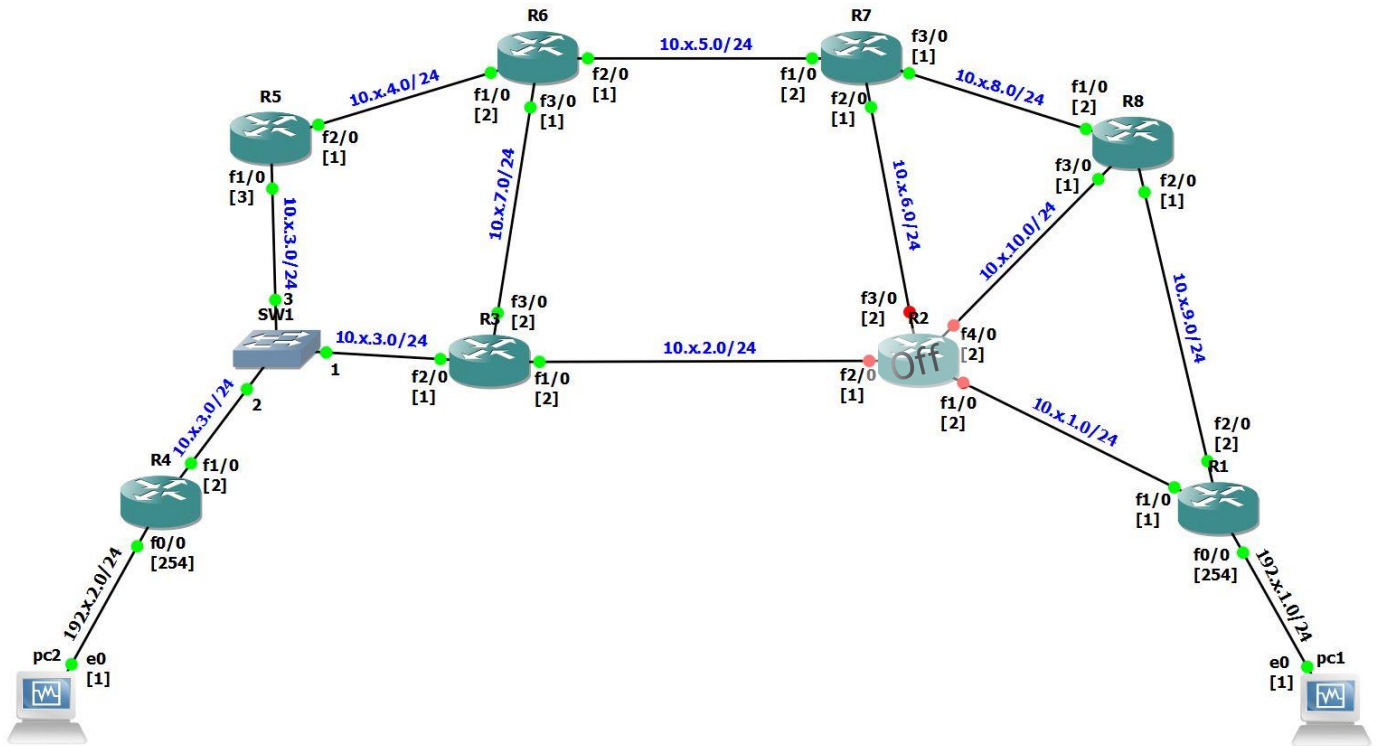 R6
R7
f3/0
[1]
10.x.5.0/24
f2/0
[1]
f1/0
[2]
10.x.8.0/24
f1/0
[2]
R8
10.x.4.0/24
f1/0
[2]
f3/0
[1]
f2/0
[1]
R5
f2/0
[1]
f3/0
[1]
f2/0
[1]
f1/0
[3]
10.x.3.0/24
10.x.7.0/24
10.x.6.0/24
10.x.10.0/24
10.x.9.0/24
3
SW1
f3/0
[2]
R3
f3/0
[2]
R2
Off
f4/0
[2]
10.x.3.0/24
1
f2/0
[1]
f1/0
[2]
10.x.2.0/24
f2/0
[1]
f1/0
[2]
10.x.1.0/24
2
10.x.3.0/24
R4
f1/0
[2]
f2/0
[2]
R1
f1/0
[1]
f0/0
[254]
f0/0
[254]
192.x.2.0/24
192.x.1.0/24
pc2
e0
[1]
e0
[1]
pc1